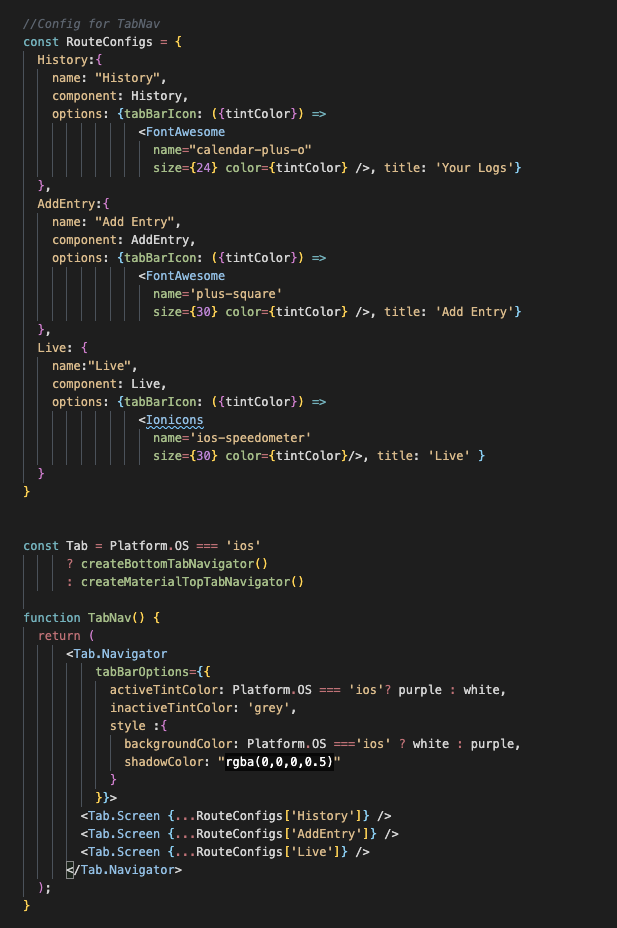 //Config for TabNav
const RouteConfigs = {
  History:{
    name: "History",
    component: History,
    options: {tabBarIcon: ({tintColor}) =>
                <FontAwesome
                  name="calendar-plus-o"
                  size={24} color={tintColor} />, title: 'Your Logs'}
  },
  AddEntry:{
    name: "Add Entry",
    component: AddEntry,
    options: {tabBarIcon: ({tintColor}) =>
                <FontAwesome
                  name='plus-square'
                  size={30} color={tintColor} />, title: 'Add Entry'}
  },
  Live: {
    name:"Live",
    component: Live,
    options: {tabBarIcon: ({tintColor}) =>
                <Ionicons
                  name='ios-speedometer'
                  size={30} color={tintColor}/>, title: 'Live' }
  }
}
const Tab = Platform.OS === 'ios'
      ? createBottomTabNavigator()
      : createMaterialTopTabNavigator()
function TabNav() {
  return (
      <Tab.Navigator
          tabBarOptions={{
            activeTintColor: Platform.OS === 'ios'? purple : white,
            inactiveTintColor: 'grey',
            style :{
              backgroundColor: Platform.OS ==='ios' ? white : purple,
              shadowColor: "rgba(0,0,0,0.5)"
            }
          }}>
        <Tab.Screen {...RouteConfigs['History']} />
        <Tab.Screen {...RouteConfigs['AddEntry']} />
        <Tab.Screen {...RouteConfigs['Live']} />
      </Tab.Navigator>
  );
}